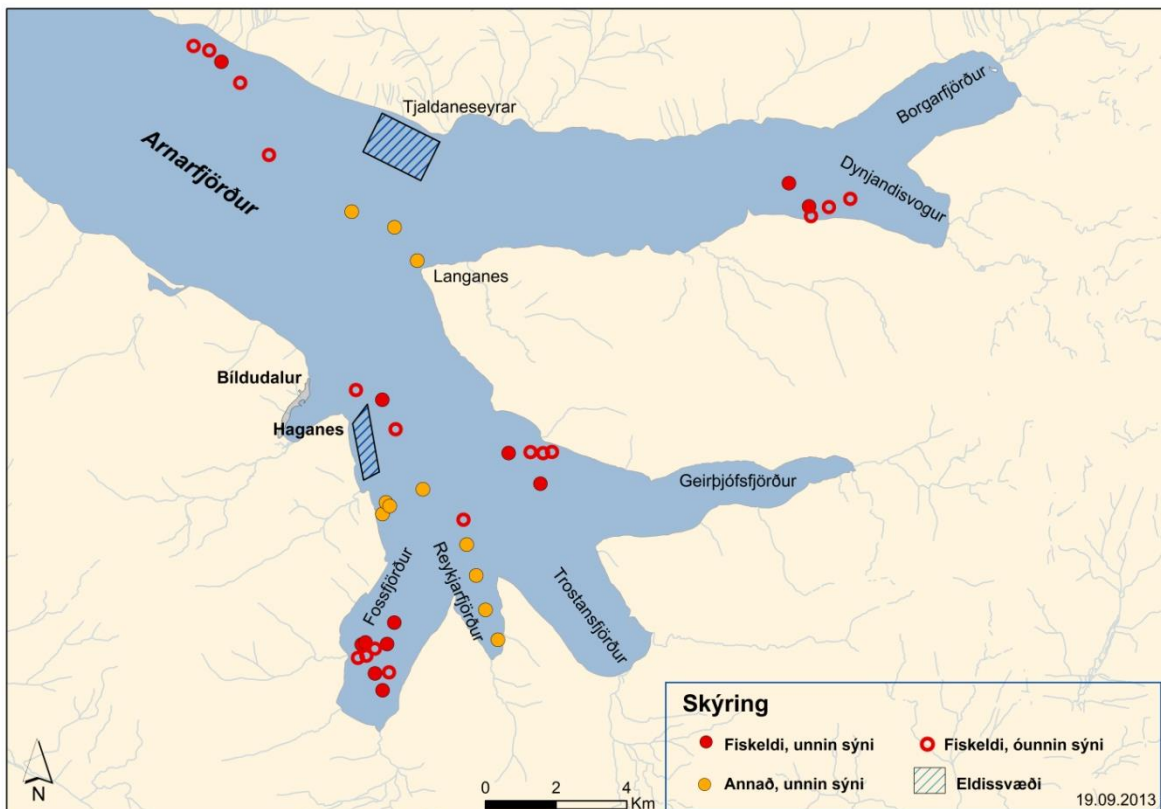 Tjaldaneseyrar
Borgarfjörður
Arnarfjörður
Dynjandisvogur
Langanes
Bíldudalur
Haganes
Geirþjófsfjörður
Fossfjörður
Reykjarfjörður
Trostansfjörður
Skýring
Fiskeldi, unnin sýni
Fiskeldi, óunnin sýni
Annað, unnin sýni
Eldissvæði
N
0 2 4
Km
19.09.2013